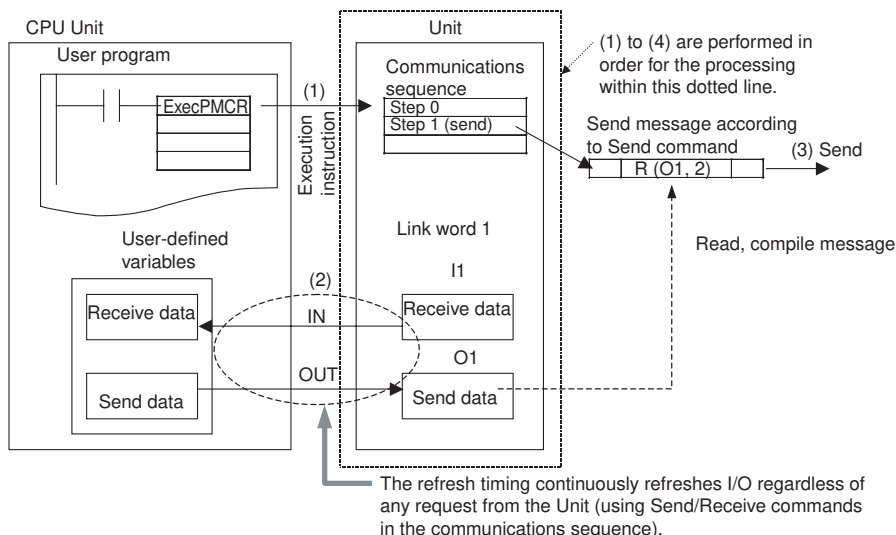 CPU Unit
User program
ExecPMCR
(1)
Execution
instruction
User-defined
variables
Receive data
Send data
(2)
IN
OUT
Unit
Communications
sequence
Step 0
Step 1 (send)
Link word 1
I1
Receive data
O1
Send data
(1) to (4) are performed in
order for the processing
within this dotted line.
Send message according
to Send command
R (O1, 2)
(3) Send
Read, compile message
The refresh timing continuously refreshes I/O regardless of
any request from the Unit (using Send/Receive commands
in the communications sequence).